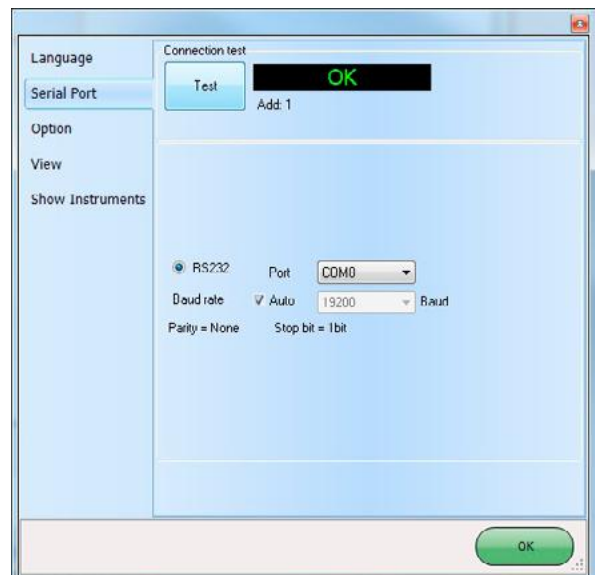 Language
Serial Port
Option
View
Show Instruments
Connection test
Test
OK
Add: 1
RS232
Port
COM0
Baud rate
Auto
19200
Baud
Parity = None
Stop bit = 1bit
OK